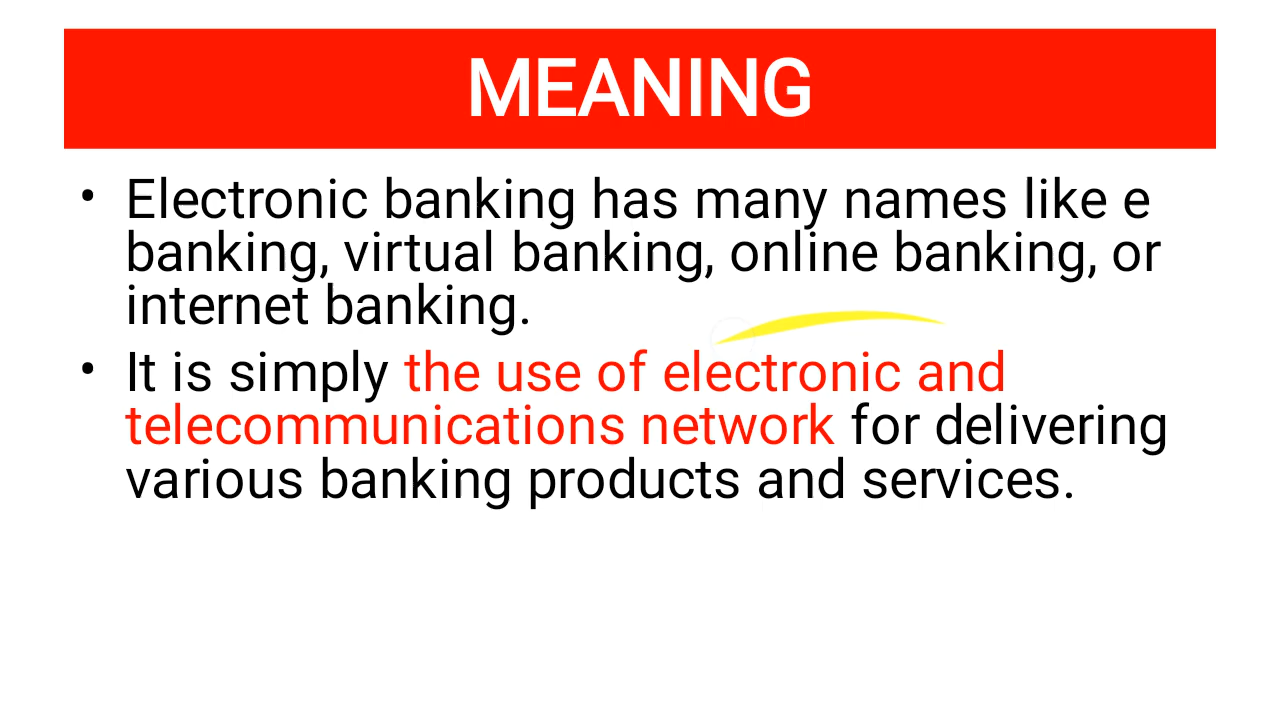 MEANING
• Electronic banking has many names like e
banking, virtual banking, online banking, or
internet banking.
• It is simply the use of electronic and
telecommunications network for delivering
various banking products and services.